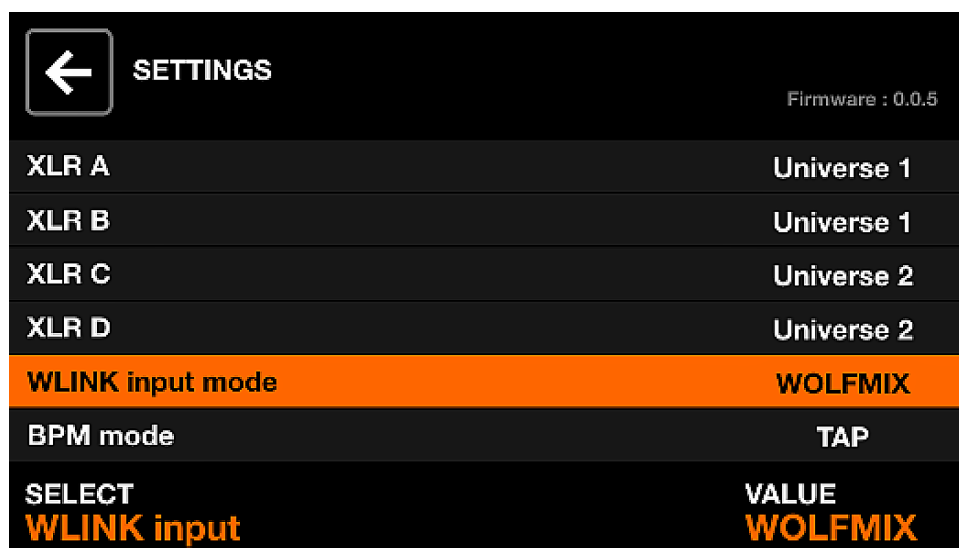 SETTINGS
Firmware : 0.0.5
XLR A Universe 1
XLR B Universe 1
XLR C Universe 2
XLR D Universe 2
WLINK input mode WOLFMIX
BPM mode TAP
SELECT VALUE
WLINK input WOLFMIX